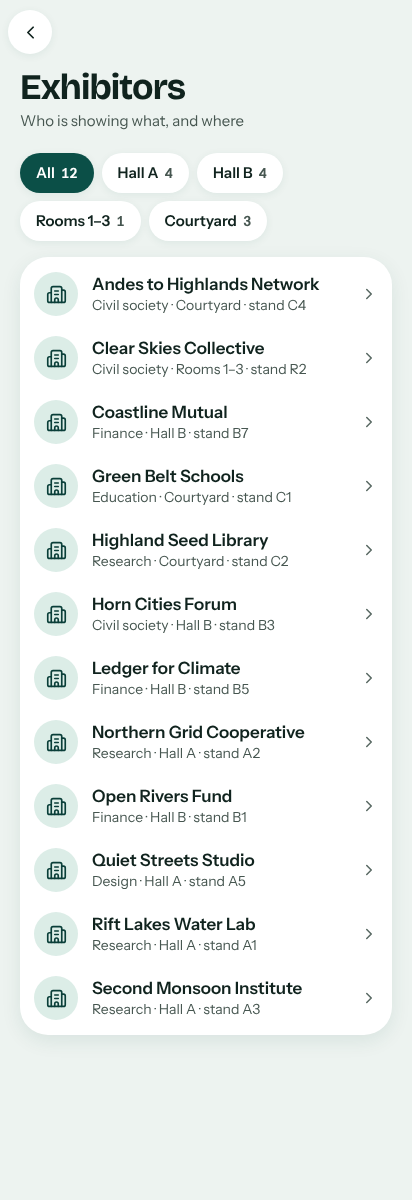 Exhibitors
Who is showing what, and where
All 12
Hall A 4
Hall B 4
Rooms 1–3 1
Courtyard 3
Andes to Highlands Network
Civil society · Courtyard · stand C4
Clear Skies Collective
Civil society · Rooms 1–3 · stand R2
Coastline Mutual
Finance · Hall B · stand B7
Green Belt Schools
Education · Courtyard · stand C1
Highland Seed Library
Research · Courtyard · stand C2
Horn Cities Forum
Civil society · Hall B · stand B3
Ledger for Climate
Finance · Hall B · stand B5
Northern Grid Cooperative
Research · Hall A · stand A2
Open Rivers Fund
Finance · Hall B · stand B1
Quiet Streets Studio
Design · Hall A · stand A5
Rift Lakes Water Lab
Research · Hall A · stand A1
Second Monsoon Institute
Research · Hall A · stand A3